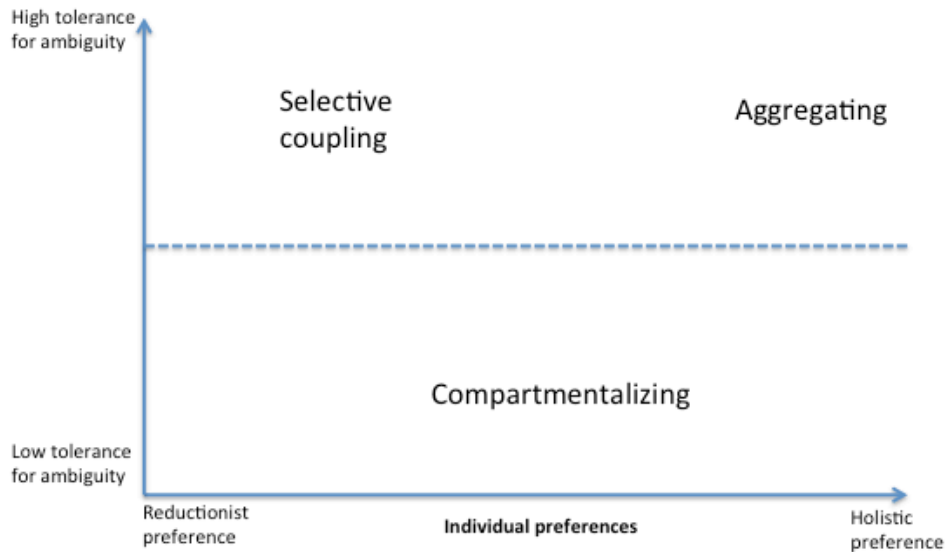 High tolerance
for ambiguity
Selective
coupling
Aggregating
Compartmentalizing
Low tolerance
for ambiguity
Reductionist
preference
Individual preferences
Holistic
preference